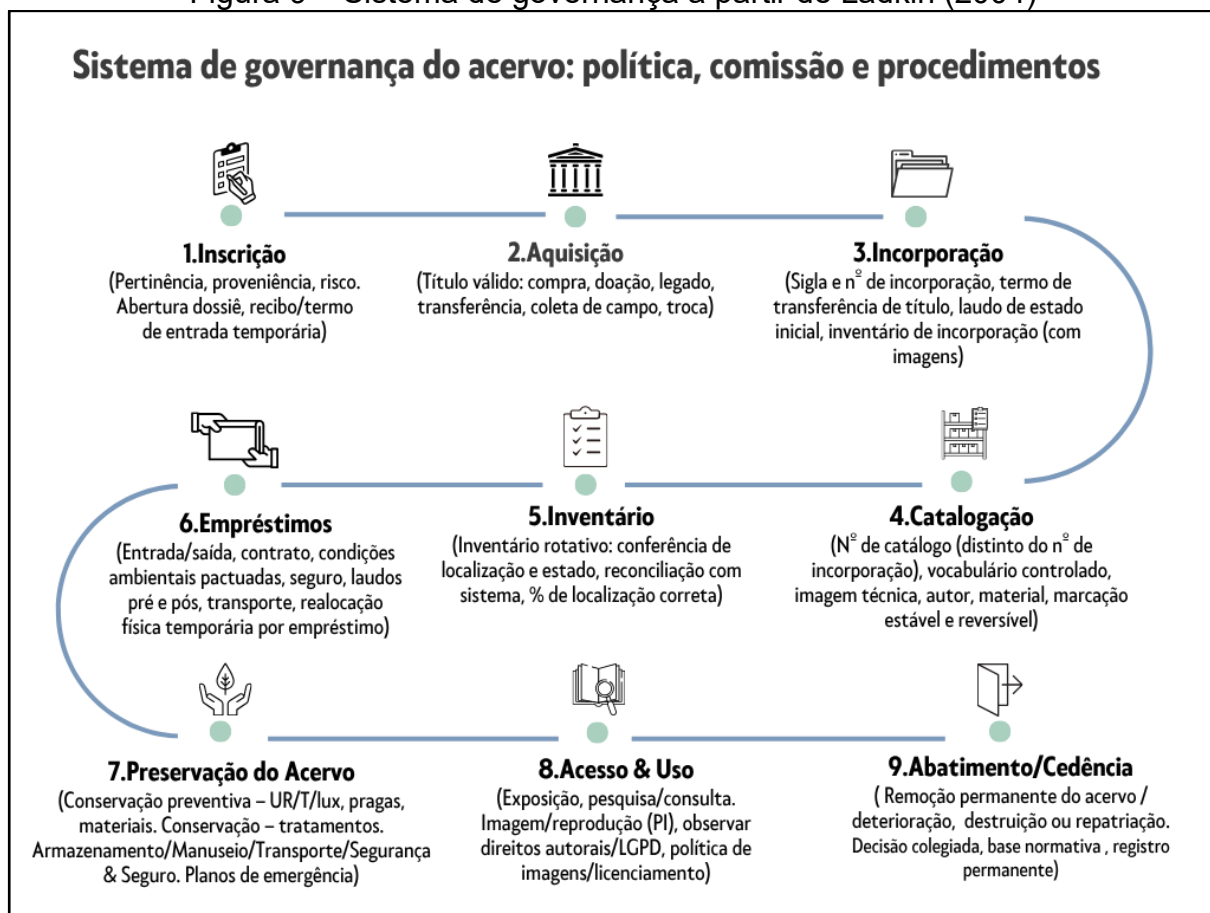 Sistema de governança do acervo: política, comissão e procedimentos
1.Inscrição
(Pertinência, proveniência, risco.
Abertura dossiê, recibo/termo
de entrada temporária)
2.Aquisição
(Título válido: compra, doação, legado,
transferência, coleta de campo, troca)
3.Incorporação
(Sigla e nº de incorporação, termo de
transferência de título, laudo de estado
inicial, inventário de incorporação (com
imagens)
6.Empréstimos
(Entrada/saída, contrato, condições
ambientais pactuadas, seguro, laudos
pré e pós, transporte, realocação
física temporária por empréstimo)
5.Inventário
(Inventário rotativo: conferência de
localização e estado, reconciliação com
sistema, % de localização correta)
4.Catalogação
(Nº de catálogo (distinto do nº de
incorporação), vocabulário controlado,
imagem técnica, autor, material, marcação
estável e reversível)
7.Preservação do Acervo
(Conservação preventiva – UR/T/lux, pragas,
materiais. Conservação – tratamentos.
Armazenamento/Manuseio/Transporte/Segurança
& Seguro. Planos de emergência)
8.Acesso & Uso
(Exposição, pesquisa/consulta.
Imagem/reprodução (PI), observar
direitos autorais/LGPD, política de
imagens/licenciamento)
9.Abatimento/Cedência
( Remoção permanente do acervo /
deterioração, destruição ou repatriação.
Decisão colegiada, base normativa , registro
permanente)